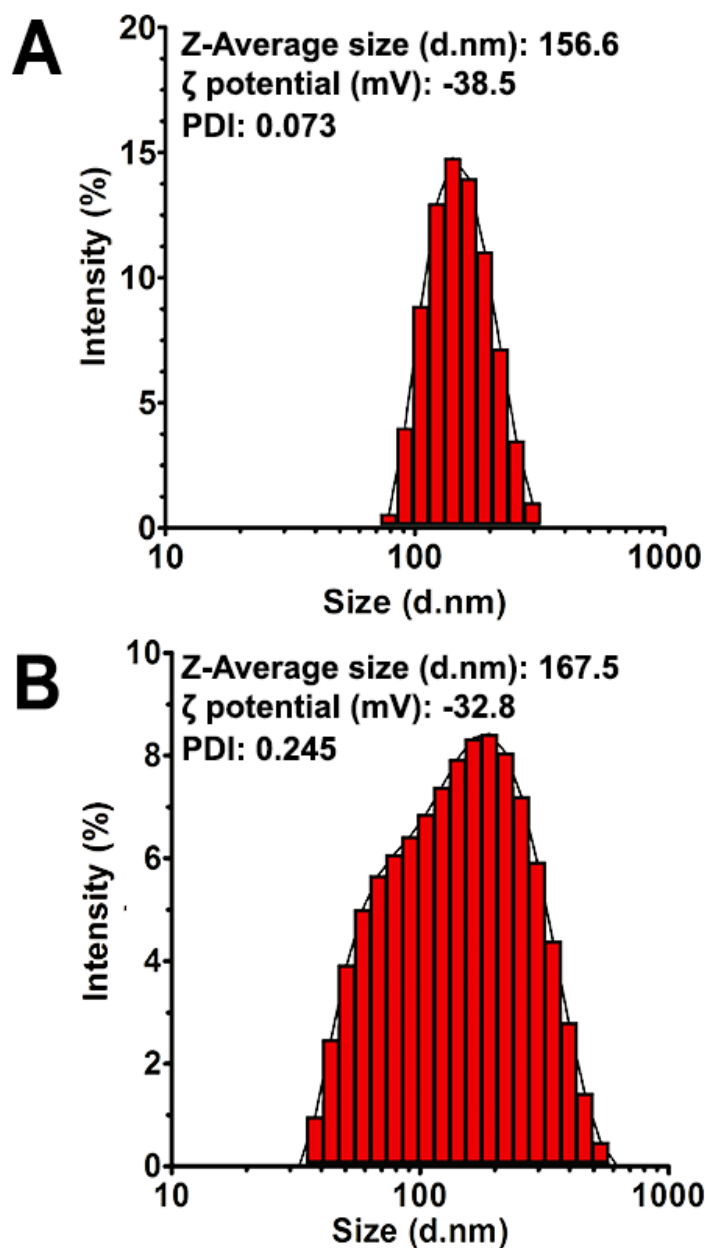 A
Z-Average size (d.nm): 156.6
ζ potential (mV): -38.5
PDI: 0.073
20
15
10
5
0
Intensity (%)
10 100 1000
Size (d.nm)
B
Z-Average size (d.nm): 167.5
ζ potential (mV): -32.8
PDI: 0.245
10
8
6
4
2
0
Intensity (%)
10 100 1000
Size (d.nm)